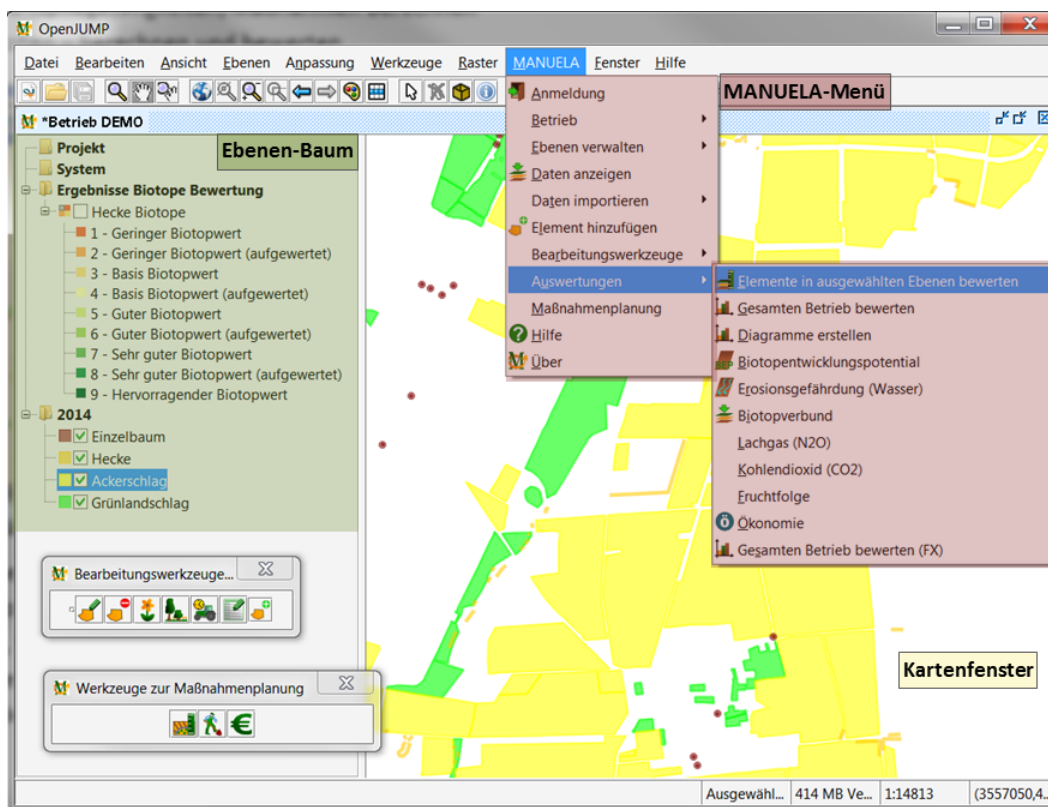 OpenJUMP
Datei Bearbeiten Ansicht Ebenen Anpassung Werkzeuge Raster MANUELA Fenster Hilfe
MANUELA-Menü
*Betrieb DEMO
Ebenen-Baum
Projekt
System
Ergebnisse Biotope Bewertung
Hecke Biotope
1 - Geringer Biotopwert
2 - Geringer Biotopwert (aufgewertet)
3 - Basis Biotopwert
4 - Basis Biotopwert (aufgewertet)
5 - Guter Biotopwert
6 - Guter Biotopwert (aufgewertet)
7 - Sehr guter Biotopwert
8 - Sehr guter Biotopwert (aufgewertet)
9 - Hervorragender Biotopwert
2014
Einzelbaum
Hecke
Ackerschlag
Grünlandschlag
Anmeldung
Betrieb
Ebenen verwalten
Daten anzeigen
Daten importieren
Element hinzufügen
Bearbeitungswerkzeuge
Auswertungen
Maßnahmenplanung
Hilfe
Über
Elemente in ausgewählten Ebenen bewerten
Gesamten Betrieb bewerten
Diagramme erstellen
Biotopentwicklungspotential
Erosionsgefährdung (Wasser)
Biotopverbund
Lachgas (N2O)
Kohlendioxid (CO2)
Fruchtfolge
Ökonomie
Gesamten Betrieb bewerten (FX)
Bearbeitungswerkzeuge...
Werkzeuge zur Maßnahmenplanung
Kartenfenster
Ausgewähl... 414 MB Ve... 1:14813 (3557050,4..